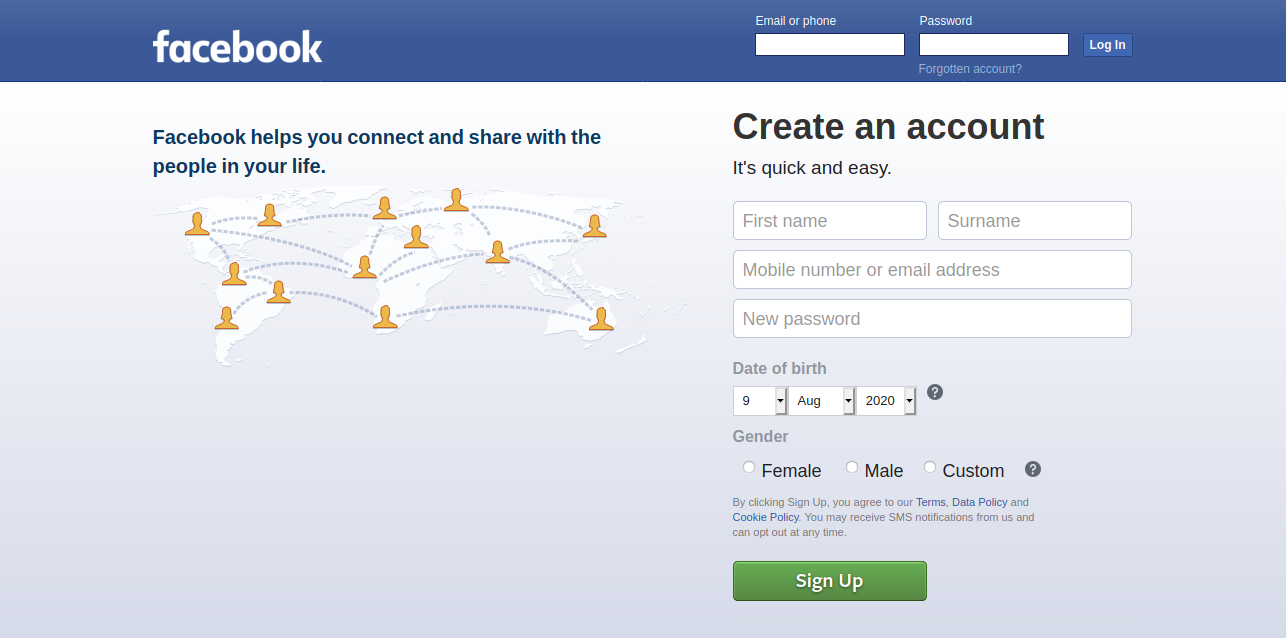 facebook
Email or phone
Password
Log In
Forgotten account?
Facebook helps you connect and share with the
people in your life.
Create an account
It's quick and easy.
First name
Surname
Mobile number or email address
New password
Date of birth
9 Aug 2020 ?
Gender
Female Male Custom ?
By clicking Sign Up, you agree to our Terms, Data Policy and
Cookie Policy. You may receive SMS notifications from us and
can opt out at any time.
Sign Up